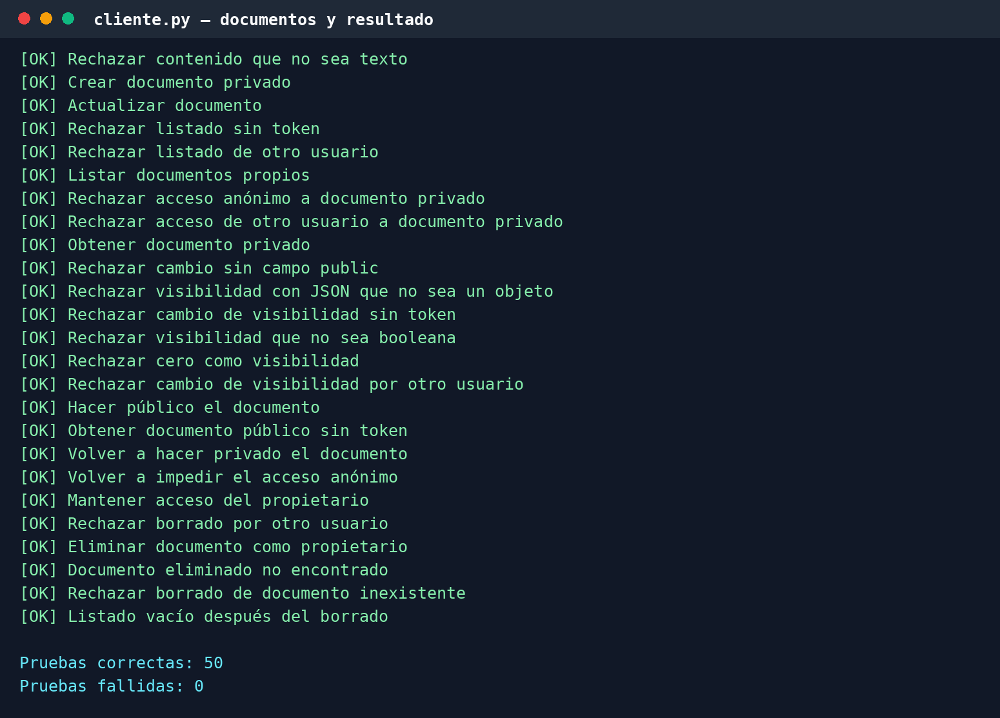 cliente.py — documentos y resultado
[OK] Rechazar contenido que no sea texto
[OK] Crear documento privado
[OK] Actualizar documento
[OK] Rechazar listado sin token
[OK] Rechazar listado de otro usuario
[OK] Listar documentos propios
[OK] Rechazar acceso anónimo a documento privado
[OK] Rechazar acceso de otro usuario a documento privado
[OK] Obtener documento privado
[OK] Rechazar cambio sin campo public
[OK] Rechazar visibilidad con JSON que no sea un objeto
[OK] Rechazar cambio de visibilidad sin token
[OK] Rechazar visibilidad que no sea booleana
[OK] Rechazar cero como visibilidad
[OK] Rechazar cambio de visibilidad por otro usuario
[OK] Hacer público el documento
[OK] Obtener documento público sin token
[OK] Volver a hacer privado el documento
[OK] Volver a impedir el acceso anónimo
[OK] Mantener acceso del propietario
[OK] Rechazar borrado por otro usuario
[OK] Eliminar documento como propietario
[OK] Documento eliminado no encontrado
[OK] Rechazar borrado de documento inexistente
[OK] Listado vacío después del borrado
Pruebas correctas: 50
Pruebas fallidas: 0